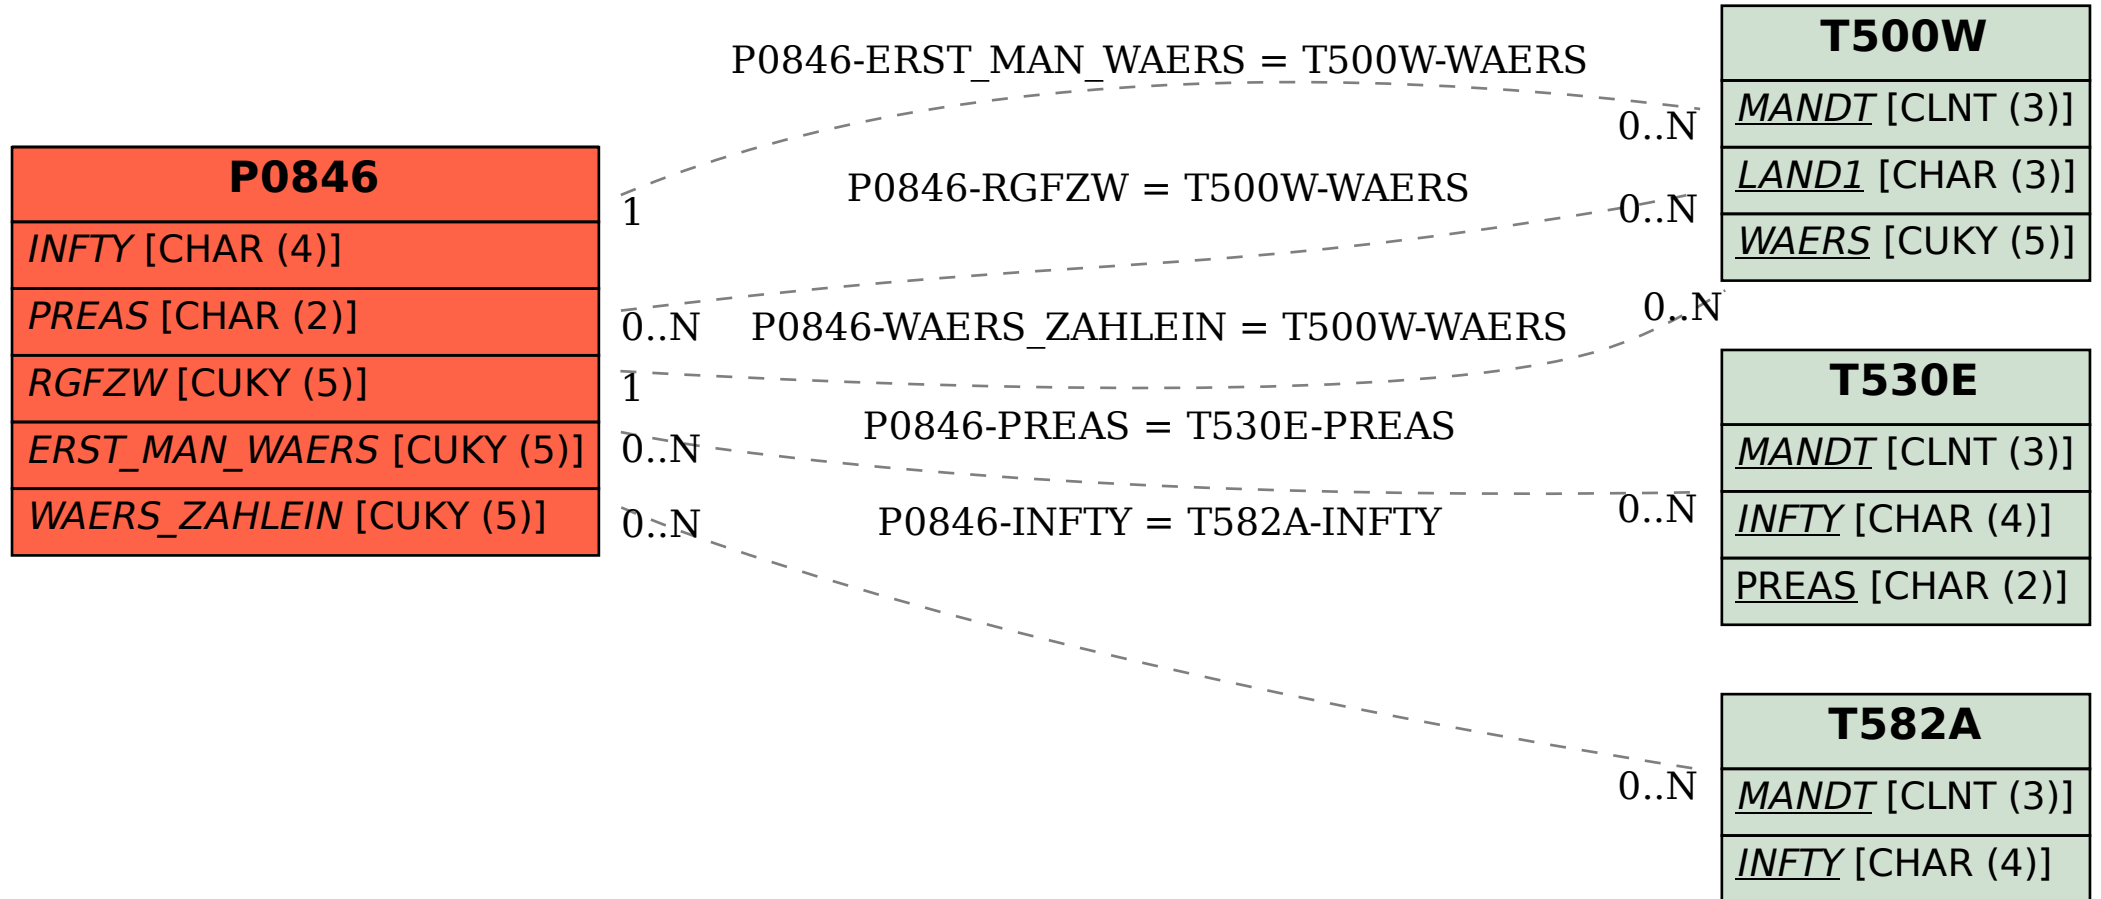 P0846
INFTY [CHAR (4)]
PREAS [CHAR (2)]
RGFZW [CUKY (5)]
ERST_MAN_WAERS [CUKY (5)]
WAERS_ZAHLEIN [CUKY (5)]
P0846-ERST_MAN_WAERS = T500W-WAERS
1
0..N
P0846-RGFZW = T500W-WAERS
0..N
0..N
P0846-WAERS_ZAHLEIN = T500W-WAERS
1
0..N
P0846-PREAS = T530E-PREAS
0..N
0..N
P0846-INFTY = T582A-INFTY
0..N
0..N
T500W
MANDT [CLNT (3)]
LAND1 [CHAR (3)]
WAERS [CUKY (5)]
T530E
MANDT [CLNT (3)]
INFTY [CHAR (4)]
PREAS [CHAR (2)]
T582A
MANDT [CLNT (3)]
INFTY [CHAR (4)]